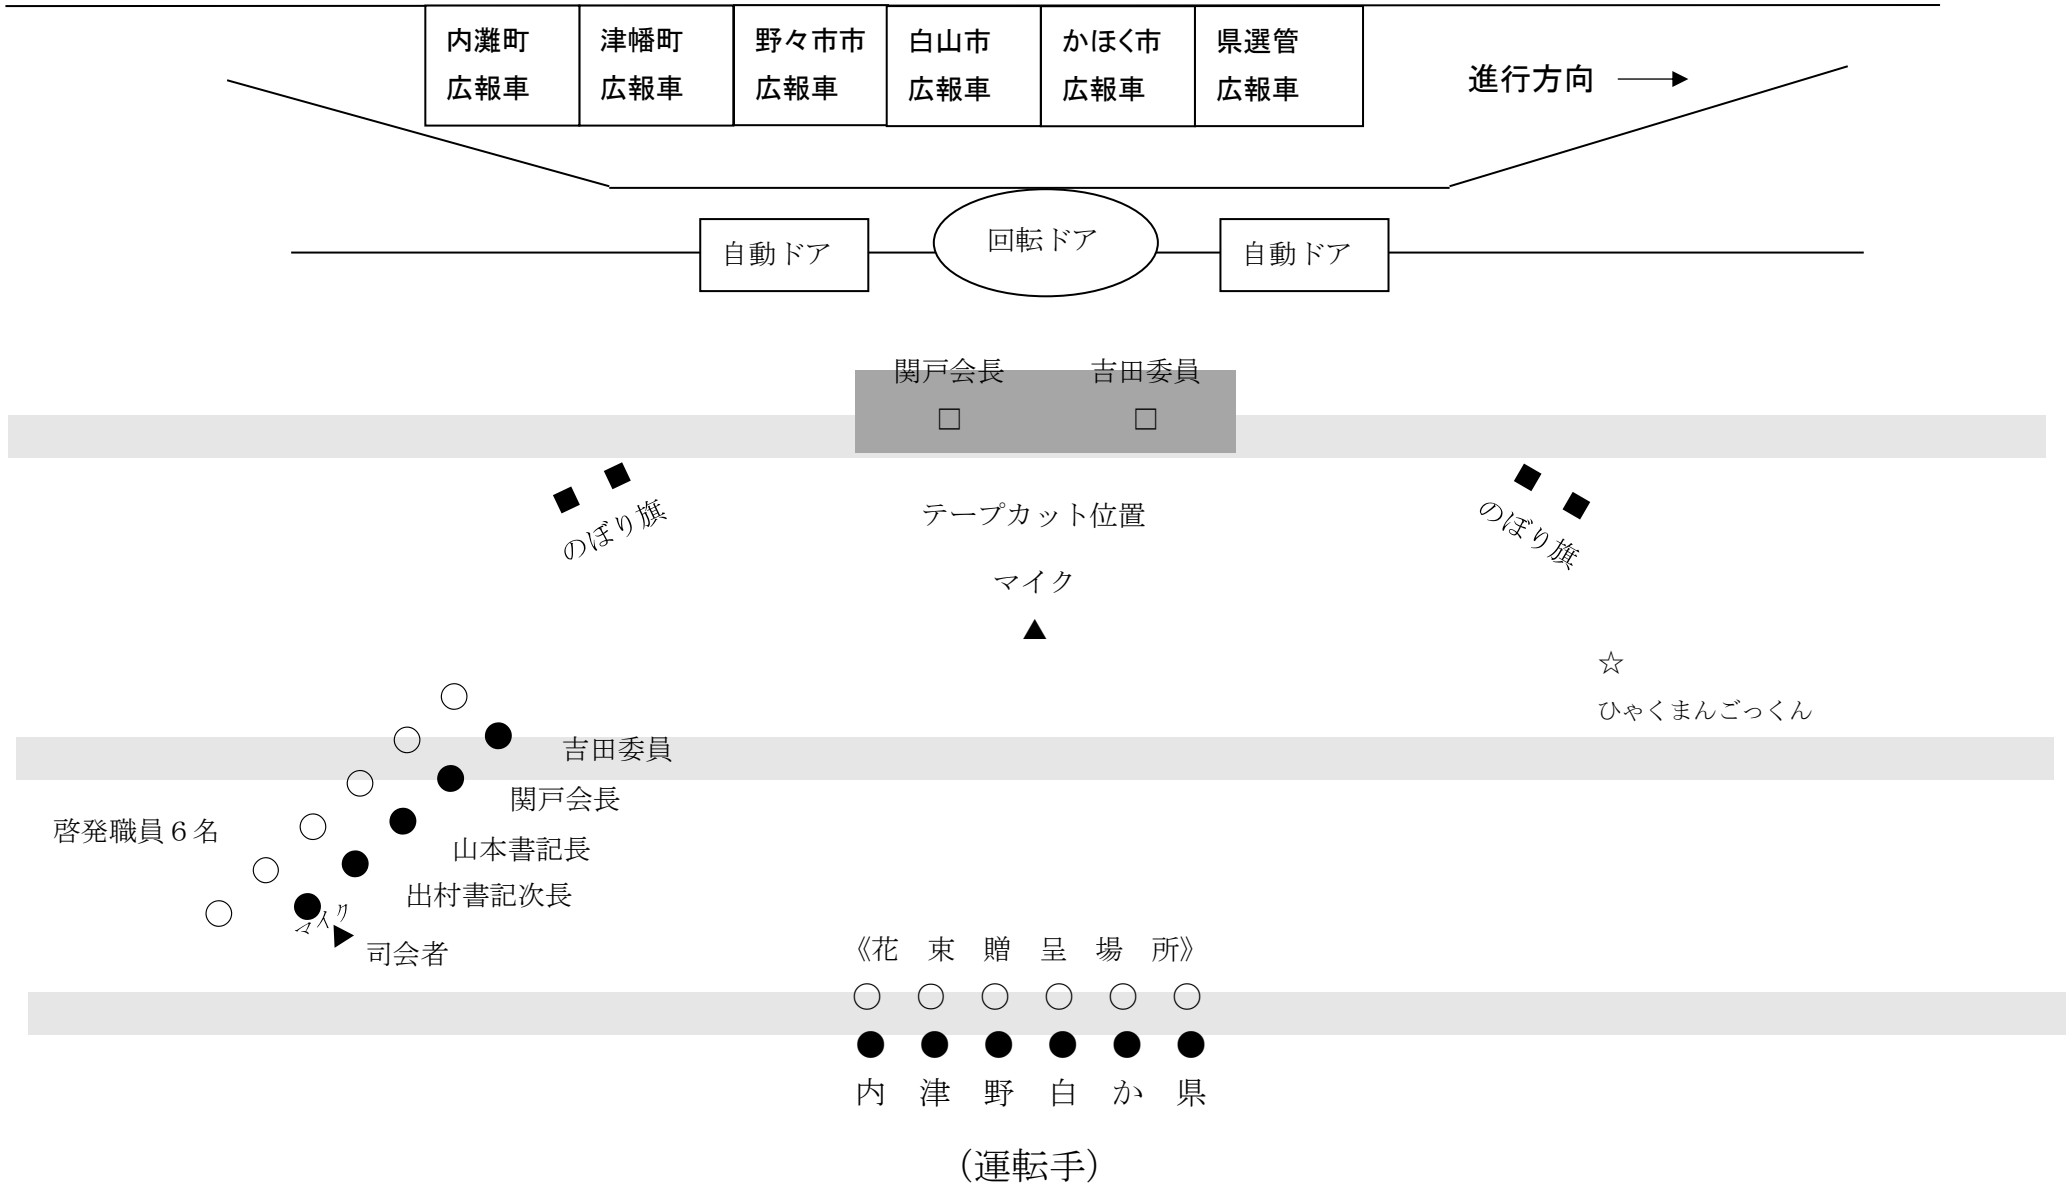 内灘町
広報車
津幡町
広報車
野々市市
広報車
白山市
広報車
かほく市
広報車
県選管
広報車
進行方向
自動ドア
回転ドア
自動ドア
関戸会長
吉田委員
のぼり旗
テープカット位置
のぼり旗
マイク
ひゃくまんごっくん
吉田委員
関戸会長
啓発職員６名
山本書記長
出村書記次長
マイク
司会者
《花　束　贈　呈　場　所》
内　津　野　白　か　県
（運転手）